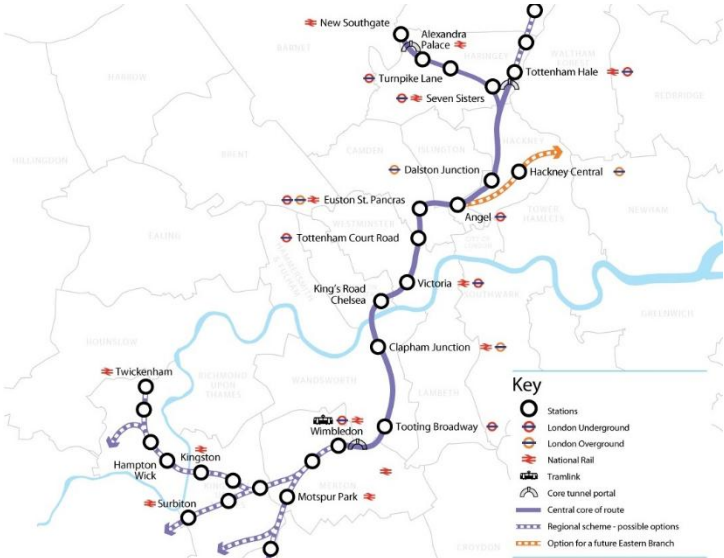 New Southgate
Alexandra
Palace
BARNET
HARINGEY
WALTHAM
FOREST
HARROW
Turnpike Lane
Tottenham Hale
REDBRIDGE
Seven Sisters
HACKNEY
CAMDEN
ISLINGTON
HILLINGDON
BRENT
Dalston Junction
Hackney Central
Euston St. Pancras
Angel
TOWER
HAMLETS
NEWHAM
WESTMINSTER
EALING
Tottenham Court Road
HAMMERSMITH
& FULHAM
Victoria
King's Road
Chelsea
SOUTHWARK
GREENWICH
HOUNSLOW
Clapham Junction
Twickenham
RICHMOND
UPON
THAMES
WANDSWORTH
LAMBETH
Key
Stations
London Underground
London Overground
National Rail
Tramlink
Core tunnel portal
Central core of route
Regional scheme - possible options
Option for a future Eastern Branch
Wimbledon
Tooting Broadway
Kingston
Hampton
Wick
Surbiton
Motspur Park
MERTON
CROYDON